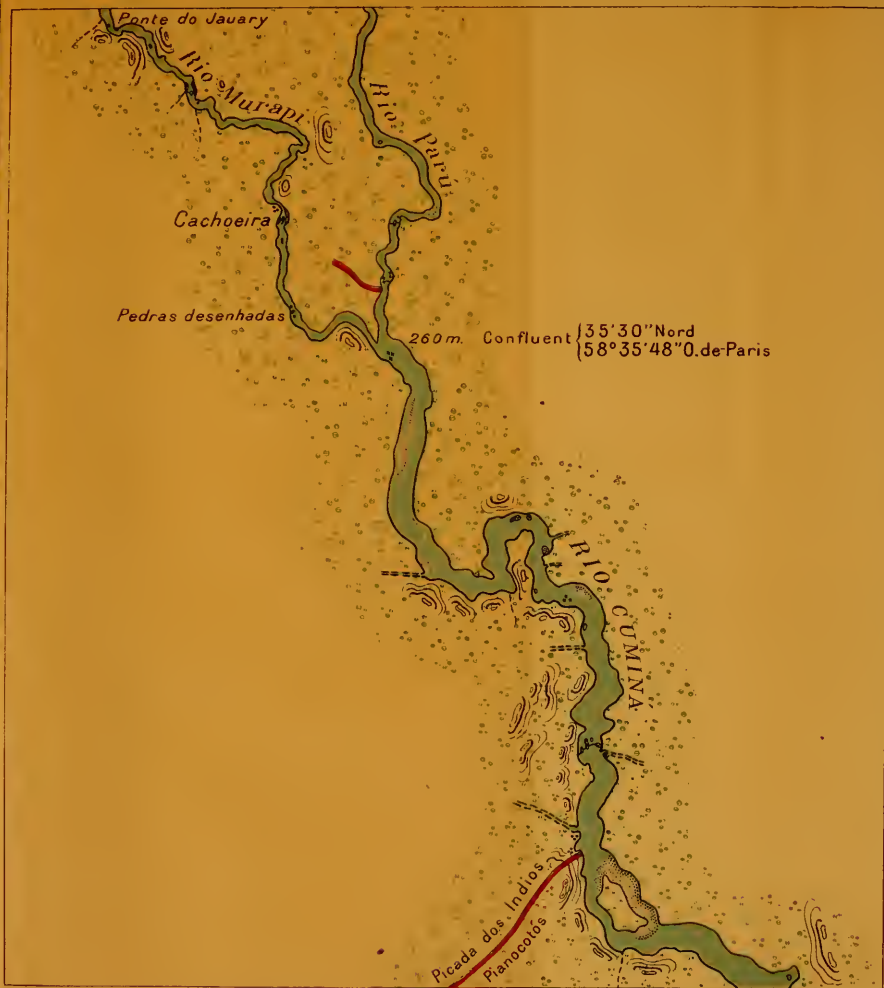 Ponte do Jauary
Rio Murapi
Rio Parú
Cachoeira
Pedras desenhadas
260 m. Confluent { 35'30" Nord
58°35'48" O. de-Paris
RIO CUMINÁ
Picada dos Indios
Pianocotós